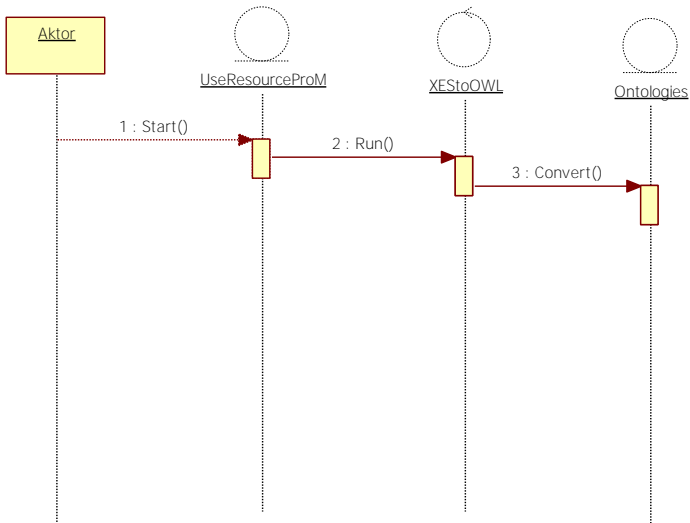 Aktor
UseResourceProM
XEStoOWL
Ontologies
1 : Start()
2 : Run()
3 : Convert()